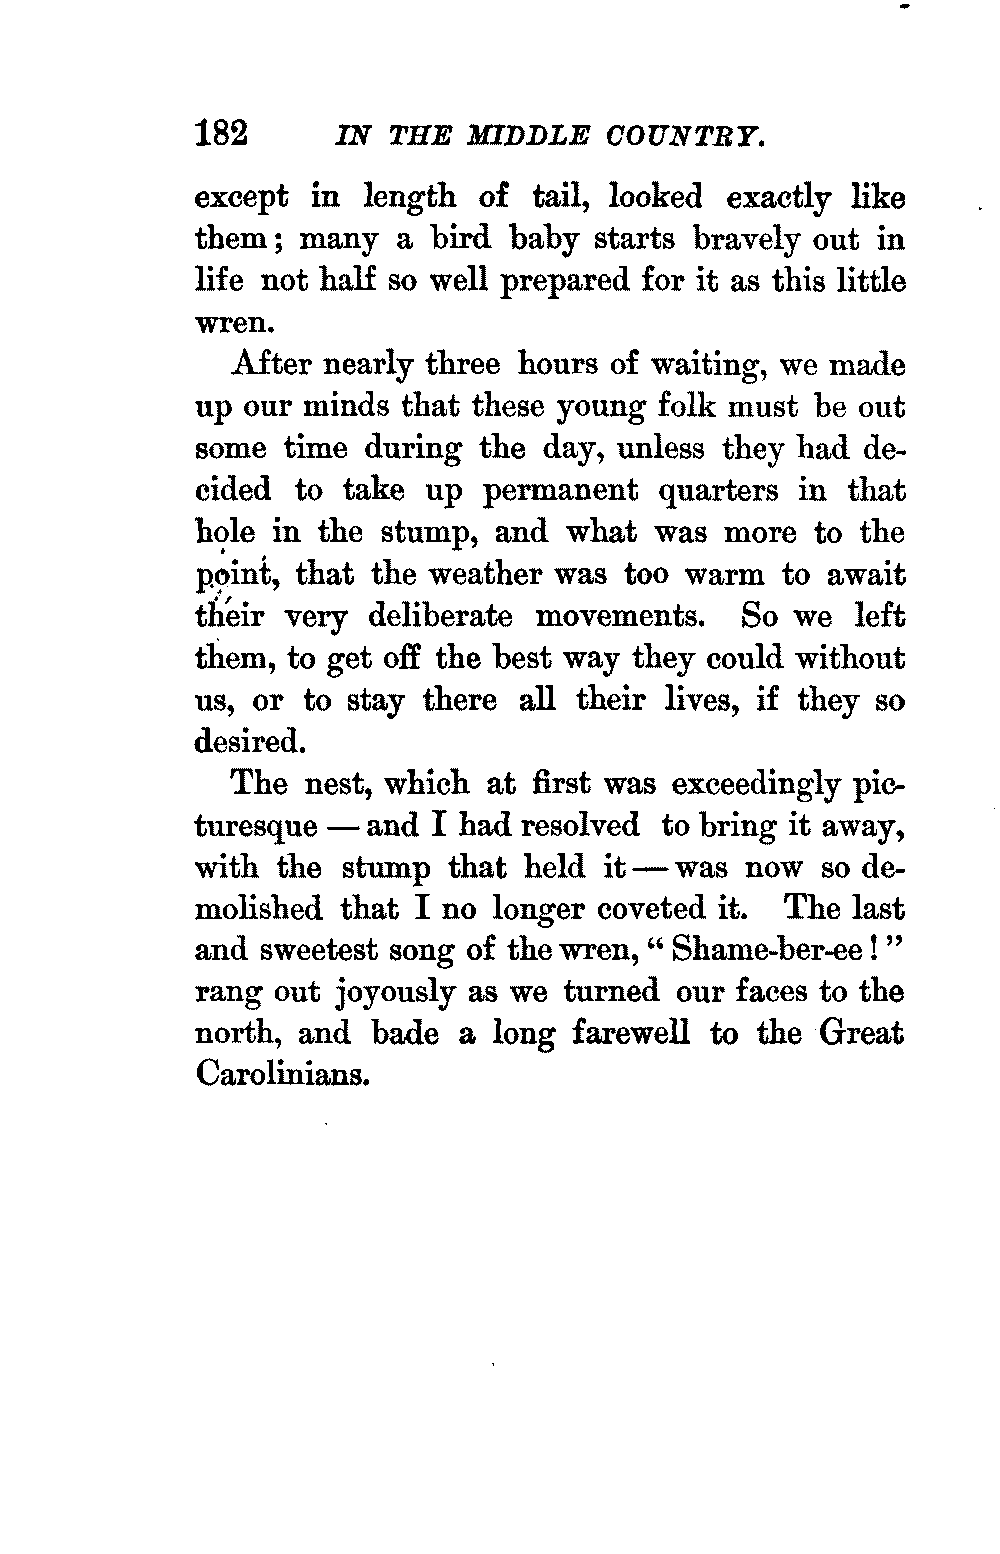 182 IN THE MIDDLE COUNTRY.
except in length of tail, looked exactly like
them; many a bird baby starts bravely out in
life not half so well prepared for it as this little
wren.
After nearly three hours of waiting, we made
up our minds that these young folk must be out
some time during the day, unless they had de-
cided to take up permanent quarters in that
hole in the stump, and what was more to the
point, that the weather was too warm to await
their very deliberate movements. So we left
them, to get off the best way they could without
us, or to stay there all their lives, if they so
desired.
The nest, which at first was exceedingly pic-
turesque — and I had resolved to bring it away,
with the stump that held it — was now so de-
molished that I no longer coveted it. The last
and sweetest song of the wren, “ Shame-ber-ee ! ”
rang out joyously as we turned our faces to the
north, and bade a long farewell to the Great
Carolinians.